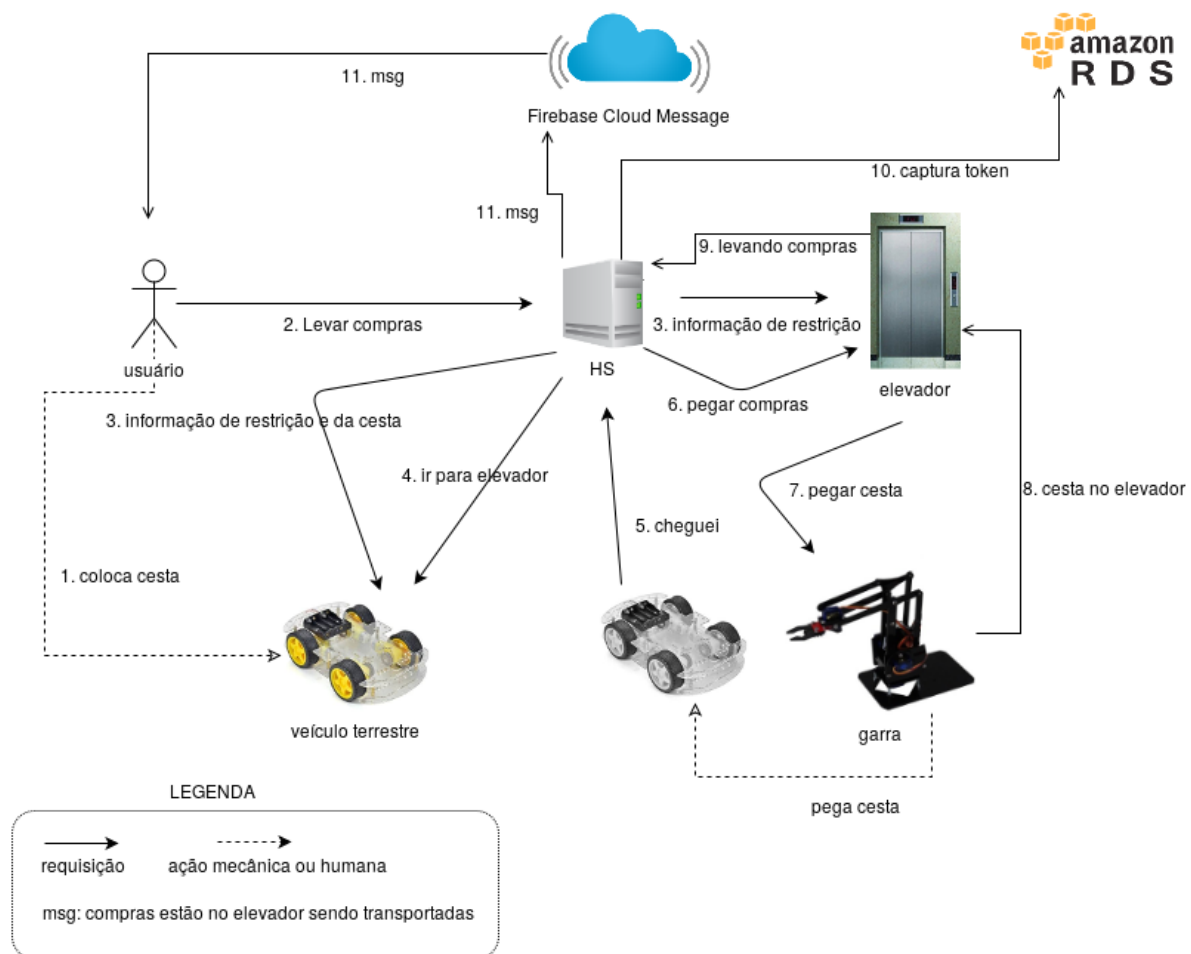 amazon
RDS
11. msg
Firebase Cloud Message
10. captura token
11. msg
9. levando compras
2. Levar compras
3. informação de restrição
usuário
HS
elevador
6. pegar compras
3. informação de restrição e da cesta
4. ir para elevador
7. pegar cesta
8. cesta no elevador
5. cheguei
1. coloca cesta
veículo terrestre
garra
pega cesta
LEGENDA
requisição
ação mecânica ou humana
msg: compras estão no elevador sendo transportadas